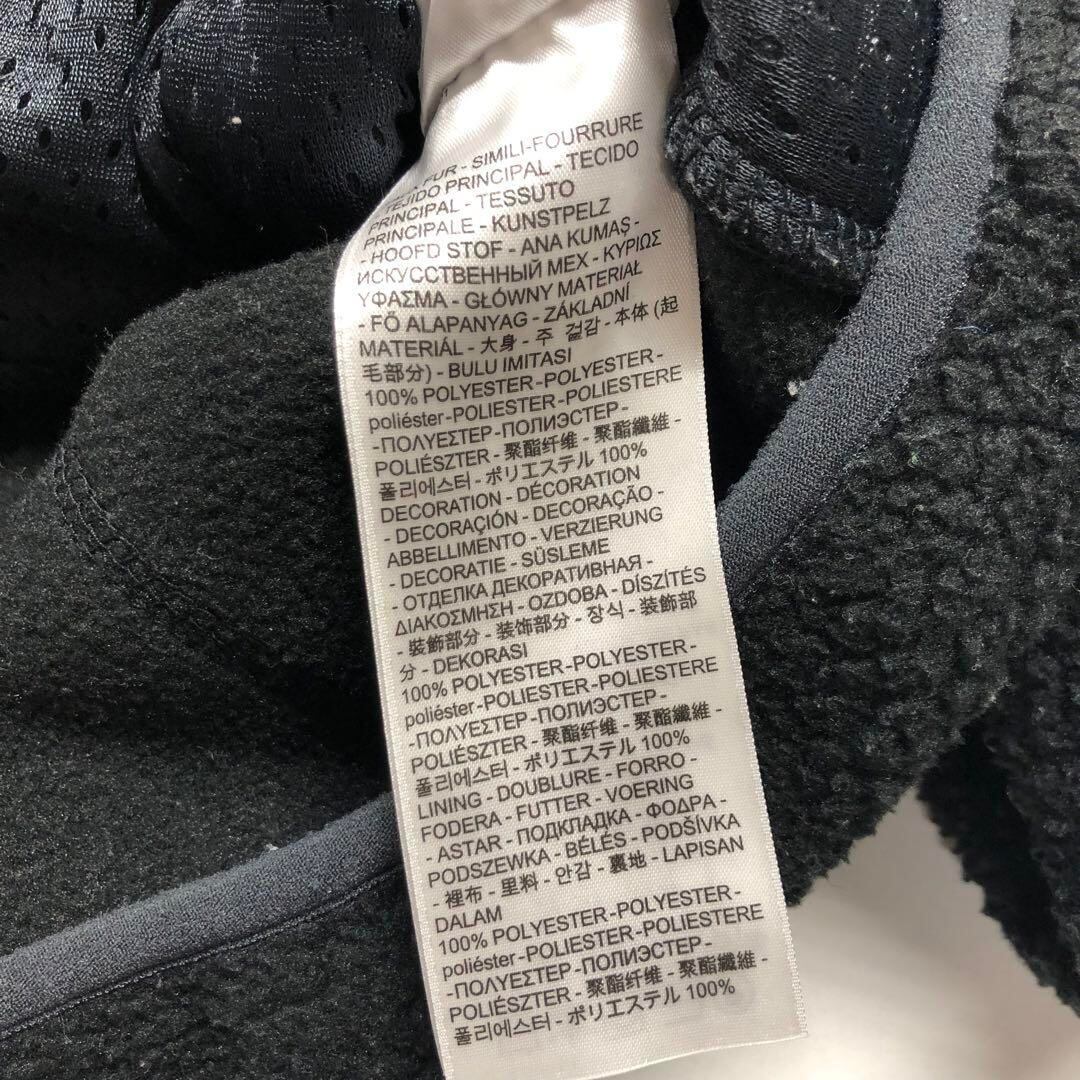 FUR - SIMILI-FOURRURE
TEJIDO PRINCIPAL - TECIDO
PRINCIPAL - TESSUTO
PRINCIPALE - KUNSTPELZ
- HOOFD STOF - ANA KUMAŞ -
ИСКУССТВЕННЫЙ МЕХ - ΚΥΡΙΩΣ
ΥΦΑΣΜΑ - GŁÓWNY MATERIAŁ
- FŐ ALAPANYAG - ZÁKLADNÍ
MATERIÁL - 大身 - 주 겉감 - 本体 (起
毛部分) - BULU IMITASI
100% POLYESTER-POLYESTER-
poliéster-POLIESTER-POLIESTERE
-ΠΟΛΥΕΣΤΕΡ-ПОЛИЭСТЕР-
POLIÉSZTER - 聚酯纤维 - 聚酯纖維 -
폴리에스터 - ポリエステル 100%
DECORATION - DÉCORATION
- DECORACIÓN - DECORAÇÃO -
ABBELLIMENTO - VERZIERUNG
- DECORATIE - SÜSLEME
- ОТДЕЛКА ДЕКОРАТИВНАЯ -
ΔΙΑΚΟΣΜΗΣΗ - OZDOBA - DÍSZÍTÉS
- 裝飾部分 - 装饰部分 - 장식 - 装飾部
分 - DEKORASI
100% POLYESTER-POLYESTER-
poliéster-POLIESTER-POLIESTERE
-ΠΟΛΥΕΣΤΕΡ-ПОЛИЭСТЕР-
POLIÉSZTER - 聚酯纤维 - 聚酯纖維 -
폴리에스터 - ポリエステル 100%
LINING - DOUBLURE - FORRO -
FODERA - FUTTER - VOERING
- ASTAR - ПОДКЛАДКА - ΦΟΔΡΑ -
PODSZEWKA - BÉLÉS - PODŠÍVKA
- 裡布 - 里料 - 안감 - 裏地 - LAPISAN
DALAM
100% POLYESTER-POLYESTER-
poliéster-POLIESTER-POLIESTERE
-ΠΟΛΥΕΣΤΕΡ-ПОЛИЭСТЕР-
POLIÉSZTER - 聚酯纤维 - 聚酯纖維 -
폴리에스터 - ポリエステル 100%